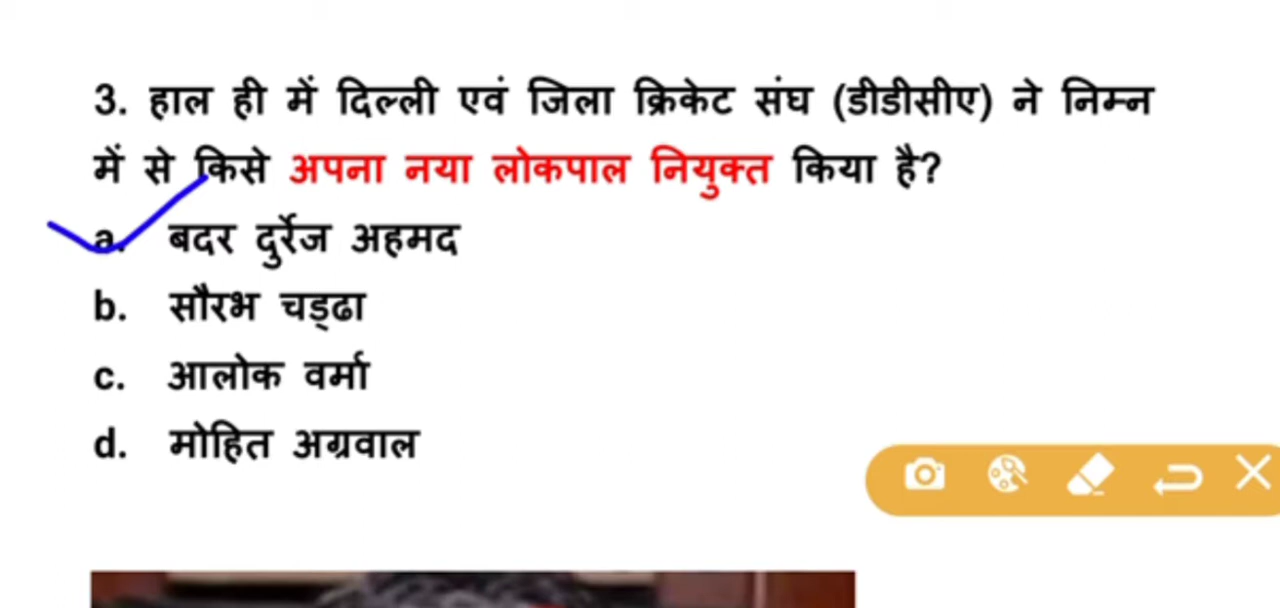 3. हाल ही में दिल्ली एवं जिला क्रिकेट संघ (डीडीसीए) ने निम्न
में से किसे अपना नया लोकपाल नियुक्त किया है?
a. बदर दुर्रेज अहमद
b. सौरभ चड्ढा
c. आलोक वर्मा
d. मोहित अग्रवाल